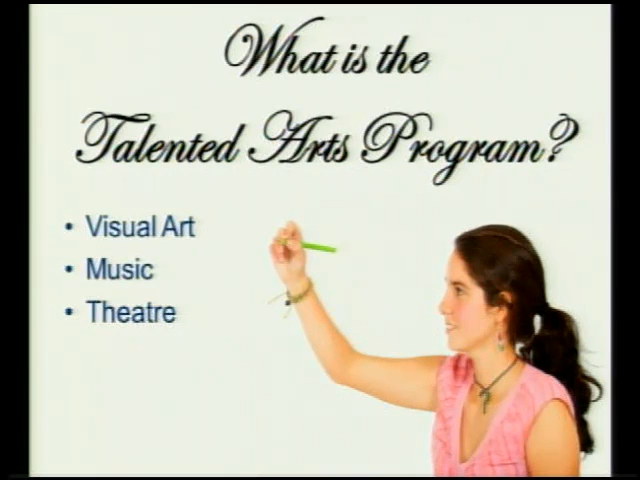 What is the
Talented Arts Program?
• Visual Art
• Music
• Theatre